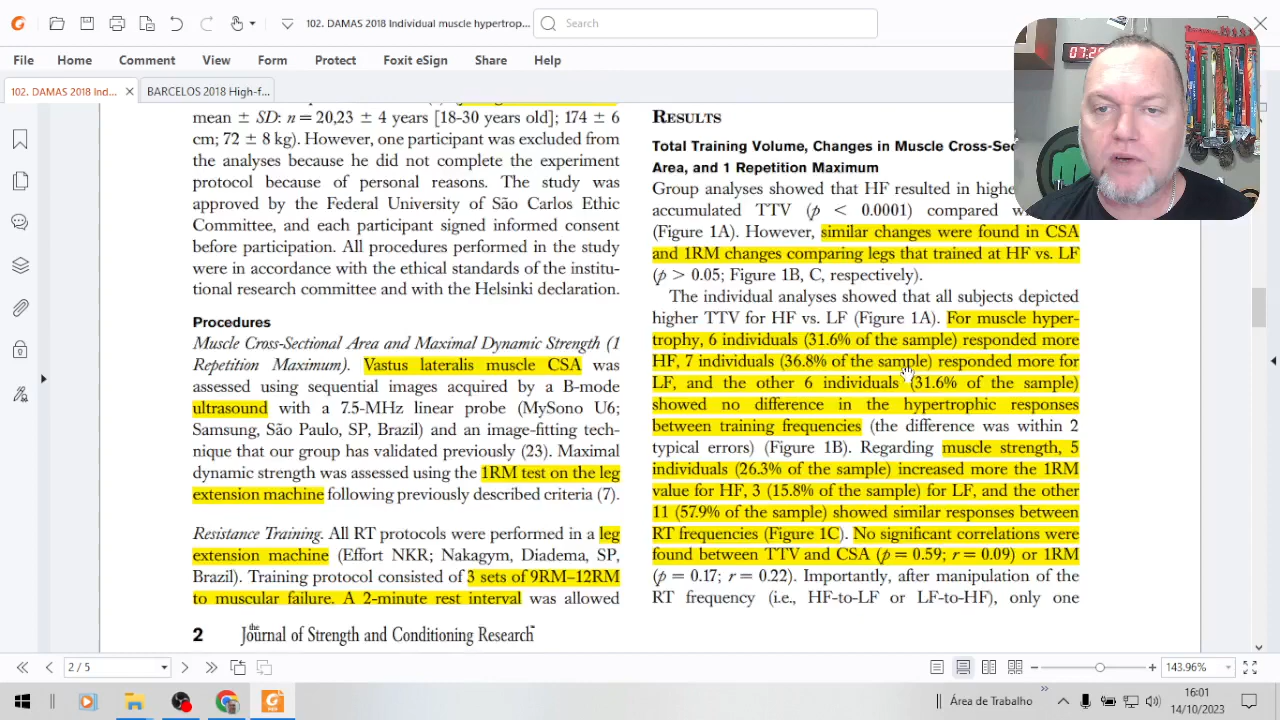 102. DAMAS 2018 Individual muscle hypertrop...
Search
File Home Comment View Form Protect Foxit eSign Share Help
102. DAMAS 2018 Ind...
BARCELOS 2018 High-f...
mean ± SD: n = 20,23 ± 4 years [18-30 years old]; 174 ± 6
cm; 72 ± 8 kg). However, one participant was excluded from
the analyses because he did not complete the experiment
protocol because of personal reasons. The study was
approved by the Federal University of São Carlos Ethic
Committee, and each participant signed informed consent
before participation. All procedures performed in the study
were in accordance with the ethical standards of the institu-
tional research committee and with the Helsinki declaration.
Procedures
Muscle Cross-Sectional Area and Maximal Dynamic Strength (1
Repetition Maximum). Vastus lateralis muscle CSA was
assessed using sequential images acquired by a B-mode
ultrasound with a 7.5-MHz linear probe (MySono U6;
Samsung, São Paulo, SP, Brazil) and an image-fitting tech-
nique that our group has validated previously (23). Maximal
dynamic strength was assessed using the 1RM test on the leg
extension machine following previously described criteria (7).
Resistance Training. All RT protocols were performed in a leg
extension machine (Effort NKR; Nakagym, Diadema, SP,
Brazil). Training protocol consisted of 3 sets of 9RM–12RM
to muscular failure. A 2-minute rest interval was allowed
2 the Journal of Strength and Conditioning Research™
RESULTS
Total Training Volume, Changes in Muscle Cross-Sec
Area, and 1 Repetition Maximum
Group analyses showed that HF resulted in highe
accumulated TTV (p < 0.0001) compared w
(Figure 1A). However, similar changes were found in CSA
and 1RM changes comparing legs that trained at HF vs. LF
(p > 0.05; Figure 1B, C, respectively).
The individual analyses showed that all subjects depicted
higher TTV for HF vs. LF (Figure 1A). For muscle hyper-
trophy, 6 individuals (31.6% of the sample) responded more
HF, 7 individuals (36.8% of the sample) responded more for
LF, and the other 6 individuals (31.6% of the sample)
showed no difference in the hypertrophic responses
between training frequencies (the difference was within 2
typical errors) (Figure 1B). Regarding muscle strength, 5
individuals (26.3% of the sample) increased more the 1RM
value for HF, 3 (15.8% of the sample) for LF, and the other
11 (57.9% of the sample) showed similar responses between
RT frequencies (Figure 1C). No significant correlations were
found between TTV and CSA (p = 0.59; r = 0.09) or 1RM
(p = 0.17; r = 0.22). Importantly, after manipulation of the
RT frequency (i.e., HF-to-LF or LF-to-HF), only one
2 / 5
143.96%
Área de Trabalho
16:01
14/10/2023